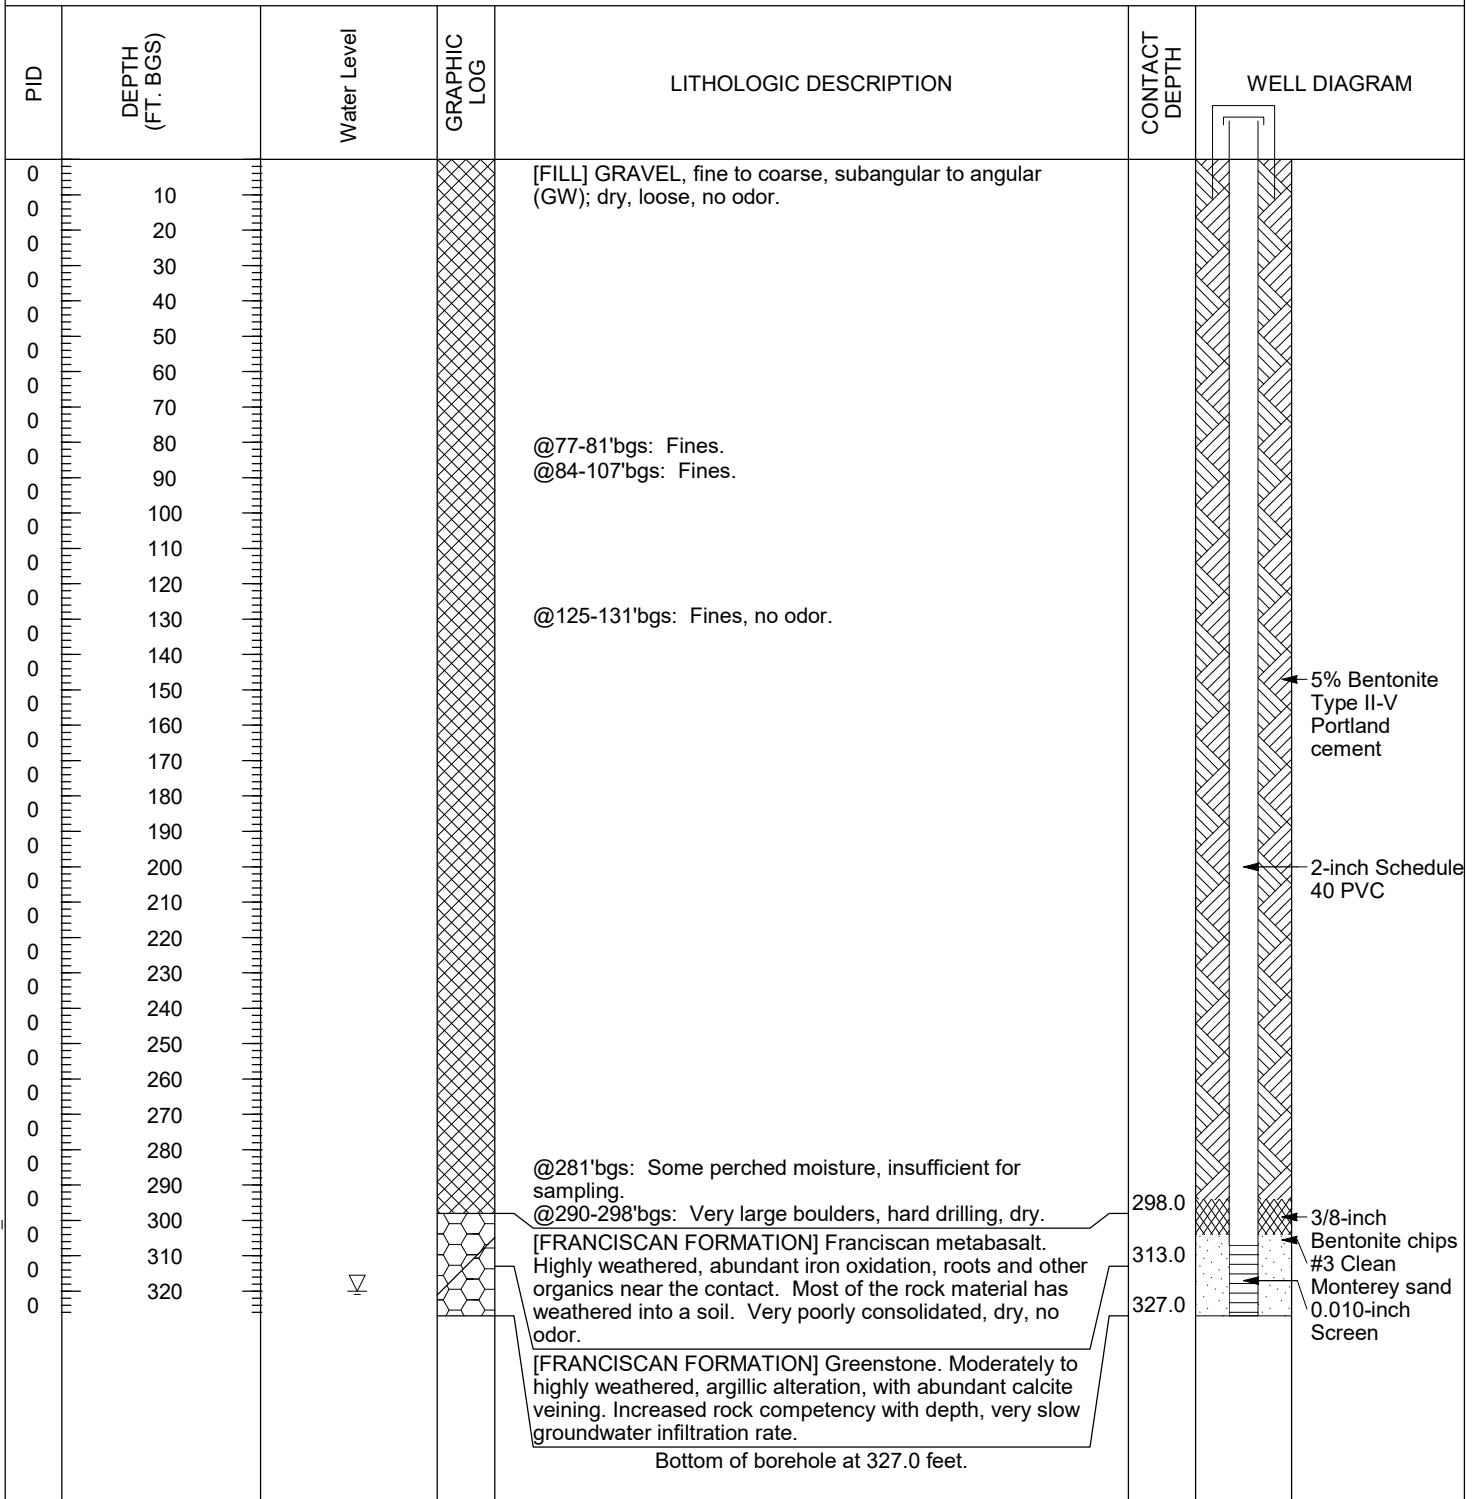 PID
DEPTH
(FT. BGS)
Water Level
GRAPHIC
LOG
LITHOLOGIC DESCRIPTION
CONTACT
DEPTH
WELL DIAGRAM
0
[FILL] GRAVEL, fine to coarse, subangular to angular
10
(GW); dry, loose, no odor.
0
20
0
30
0
40
0
50
0
60
0
70
0
80
@77-81'bgs: Fines.
0
@84-107'bgs: Fines.
90
0
100
0
110
0
120
0
130
@125-131'bgs: Fines, no odor.
0
140
0
5% Bentonite
150
Type II-V
0
160
Portland
0
cement
170
0
180
0
190
0
200
2-inch Schedule
0
40 PVC
210
0
220
0
230
0
240
0
250
0
260
0
270
0
280
0
@281'bgs: Some perched moisture, insufficient for
290
sampling.
0
298.0
@290-298'bgs: Very large boulders, hard drilling, dry.
300
3/8-inch
0
[FRANCISCAN FORMATION] Franciscan metabasalt.
Bentonite chips
310
313.0
Highly weathered, abundant iron oxidation, roots and other
#3 Clean
0
organics near the contact. Most of the rock material has
Monterey sand
320
weathered into a soil. Very poorly consolidated, dry, no
0
327.0
0.010-inch
odor.
Screen
[FRANCISCAN FORMATION] Greenstone. Moderately to
highly weathered, argillic alteration, with abundant calcite
veining. Increased rock competency with depth, very slow
groundwater infiltration rate.
Bottom of borehole at 327.0 feet.